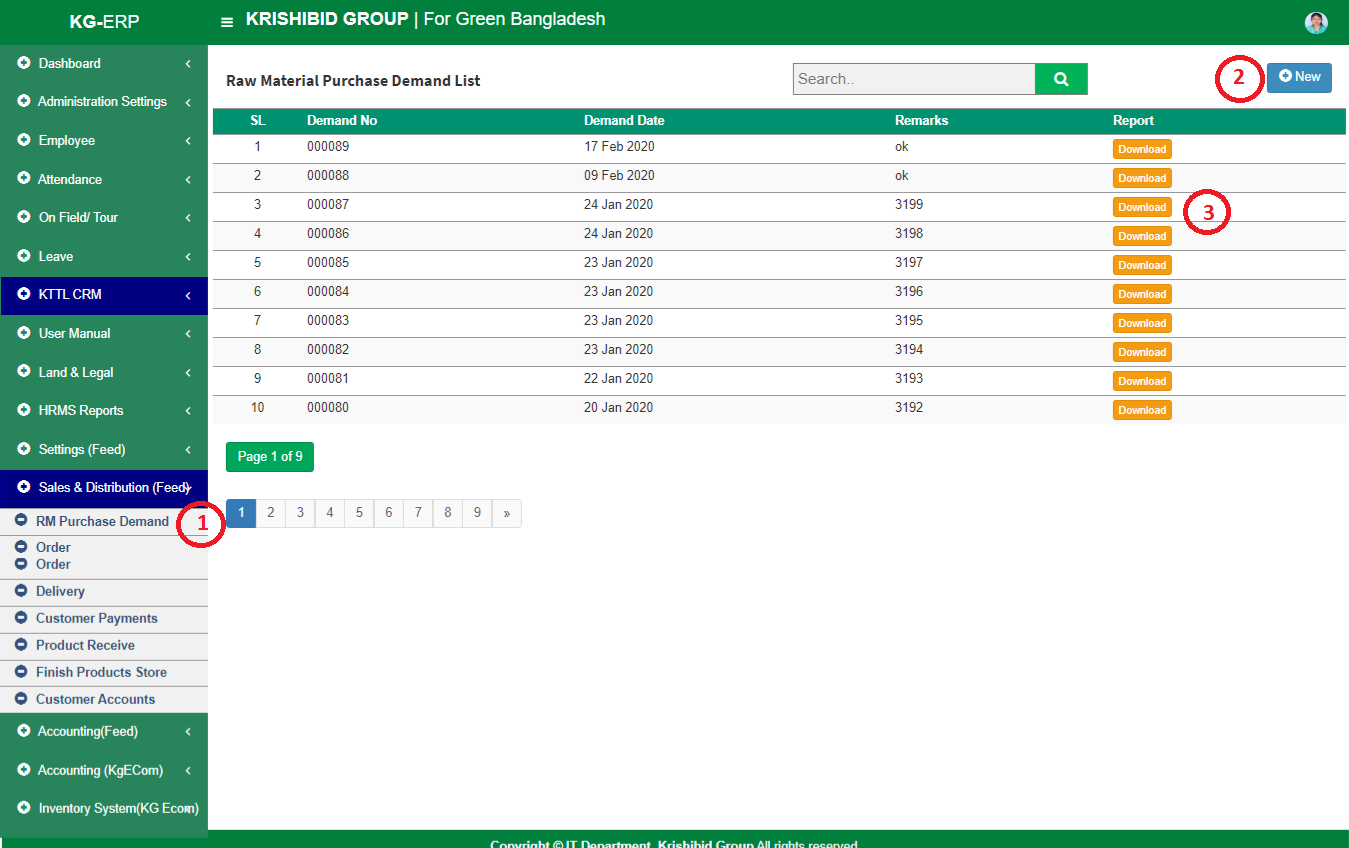 KG-ERP
KRISHIBID GROUP | For Green Bangladesh
Dashboard
Administration Settings
Employee
Attendance
On Field/ Tour
Leave
KTTL CRM
User Manual
Land & Legal
HRMS Reports
Settings (Feed)
Sales & Distribution (Feed)
RM Purchase Demand
Order
Order
Delivery
Customer Payments
Product Receive
Finish Products Store
Customer Accounts
Accounting(Feed)
Accounting (KgECom)
Inventory System(KG Ecom)
1
Raw Material Purchase Demand List
Search..
2
New
SL Demand No Demand Date Remarks Report
1 000089 17 Feb 2020 ok Download
2 000088 09 Feb 2020 ok Download
3 000087 24 Jan 2020 3199 Download
3
4 000086 24 Jan 2020 3198 Download
5 000085 23 Jan 2020 3197 Download
6 000084 23 Jan 2020 3196 Download
7 000083 23 Jan 2020 3195 Download
8 000082 23 Jan 2020 3194 Download
9 000081 22 Jan 2020 3193 Download
10 000080 20 Jan 2020 3192 Download
Page 1 of 9
1 2 3 4 5 6 7 8 9 »
Copyright © IT Department, Krishibid Group All rights reserved